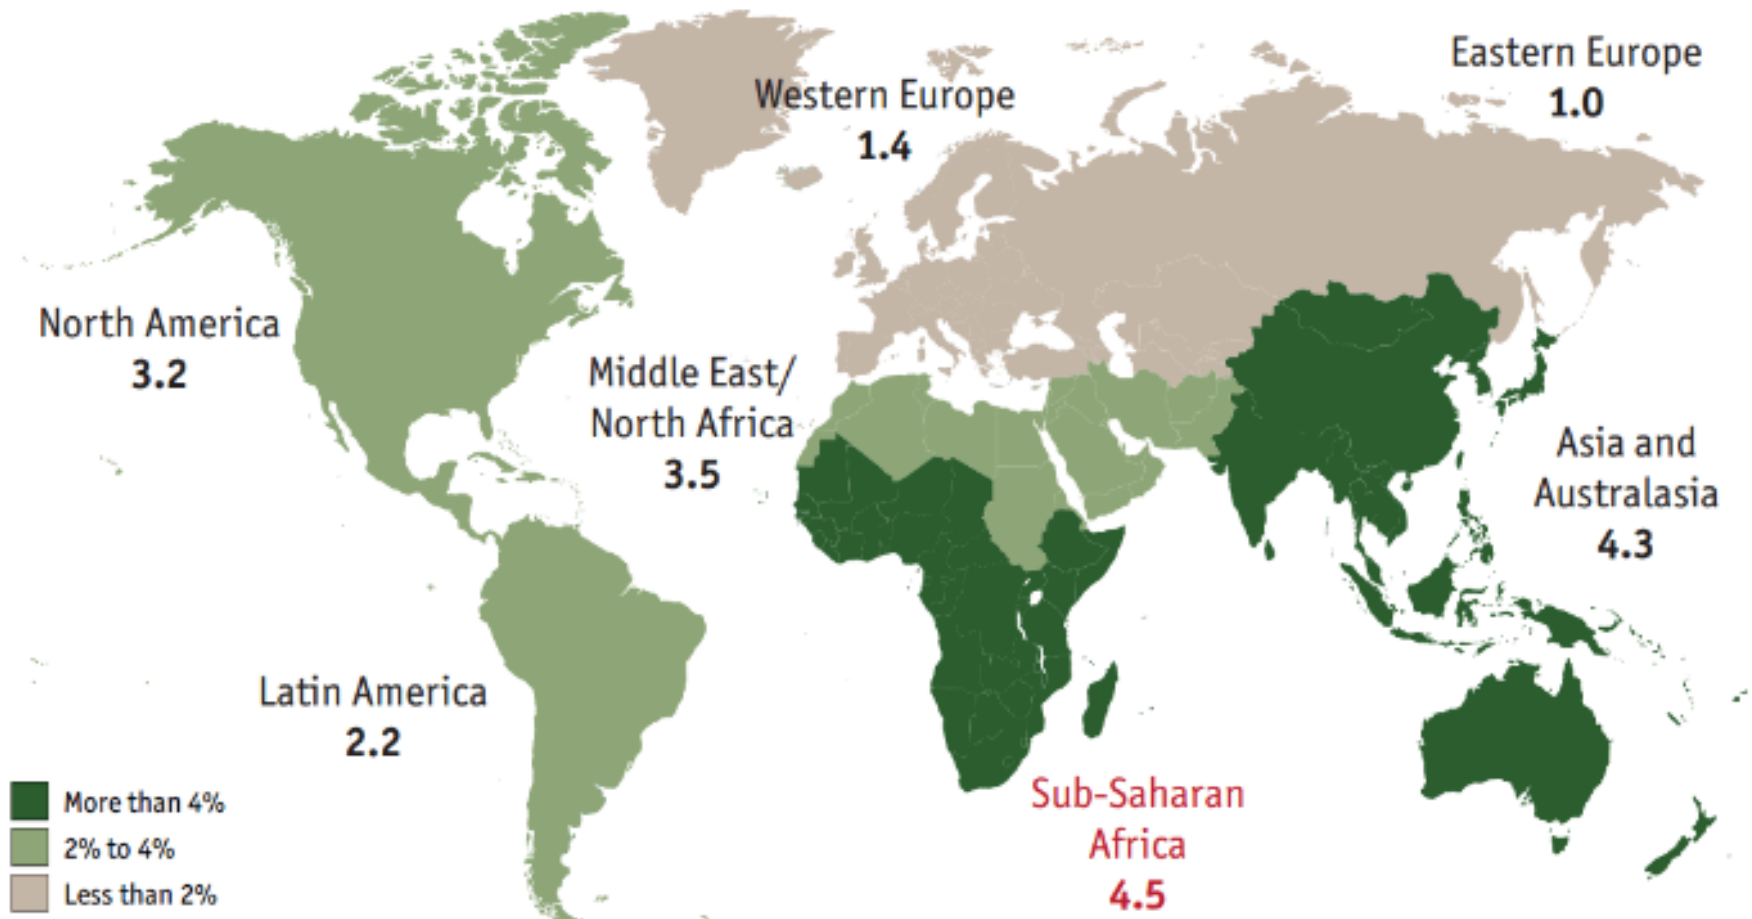 Eastern Europe
1.0
Western Europe
1.4
North America
3.2
Middle East/
North Africa
3.5
Asia and
Australasia
4.3
Latin America
2.2
Sub-Saharan
Africa
4.5
More than 4%
2% to 4%
Less than 2%